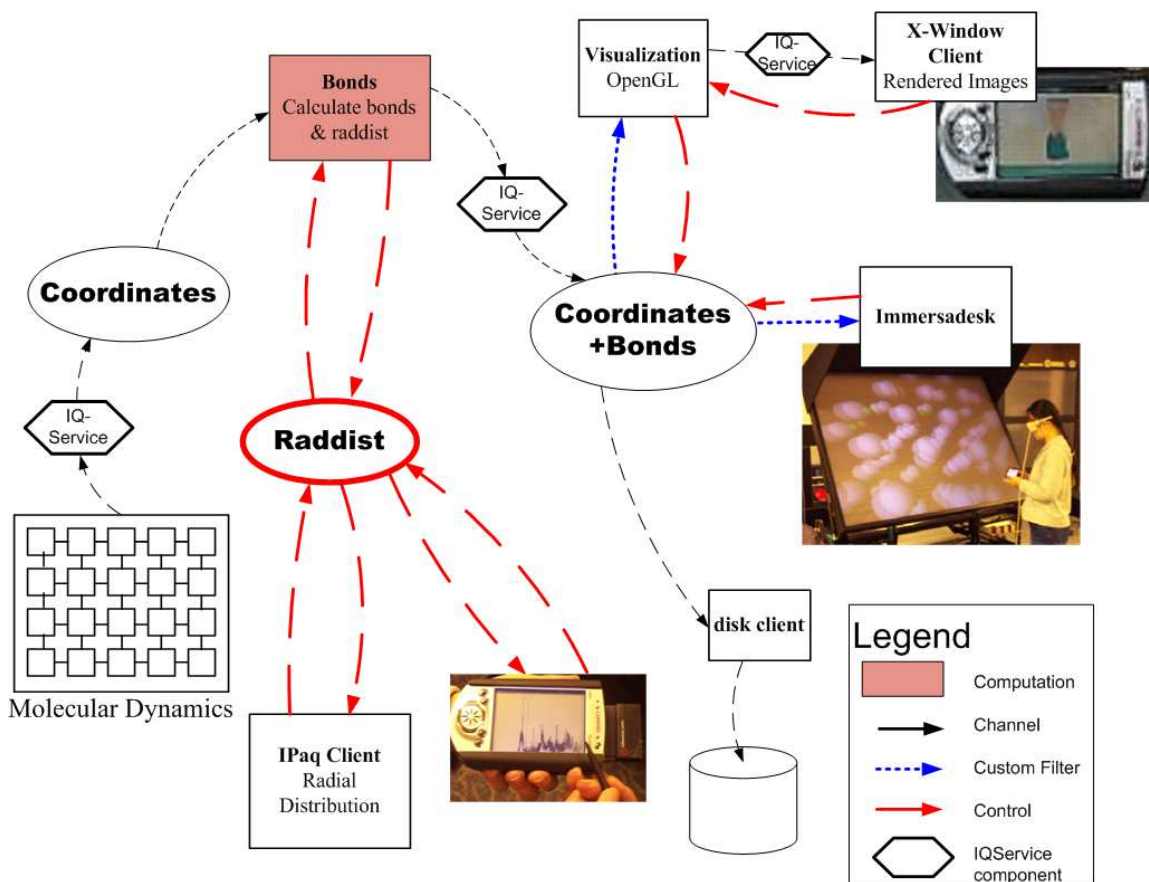 Bonds
Calculate bonds
& raddist
IQ-
Service
Visualization
OpenGL
IQ-
Service
X-Window
Client
Rendered Images
Coordinates
IQ-
Service
Coordinates
+Bonds
Immersadesk
Raddist
Molecular Dynamics
IPaq Client
Radial
Distribution
disk client
Legend
Computation
Channel
Custom Filter
Control
IQService
component